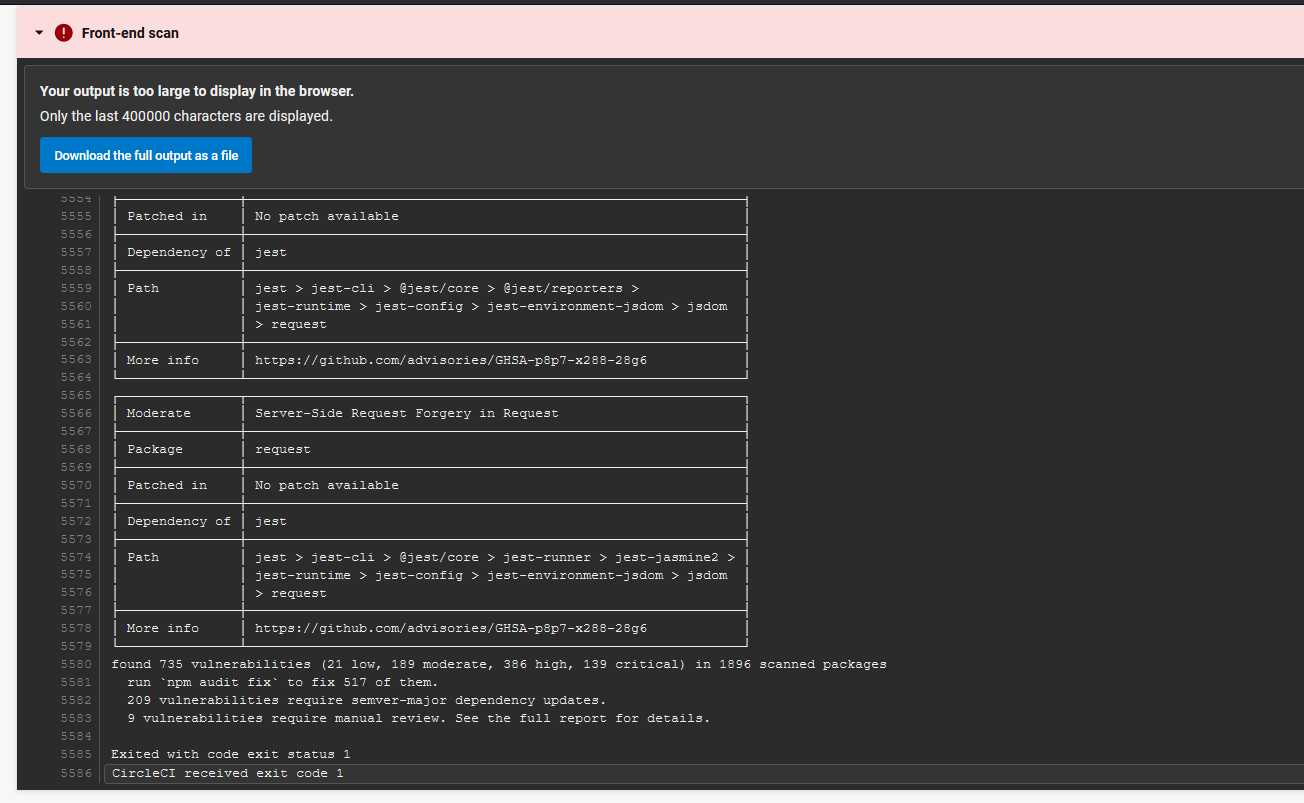 Front-end scan
Your output is too large to display in the browser.
Only the last 400000 characters are displayed.
Download the full output as a file
5554
5555 Patched in No patch available
5556
5557 Dependency of jest
5558
5559 Path jest > jest-cli > @jest/core > @jest/reporters >
5560 jest-runtime > jest-config > jest-environment-jsdom > jsdom
5561 > request
5562
5563 More info https://github.com/advisories/GHSA-p8p7-x288-28g6
5564
5565
5566 Moderate Server-Side Request Forgery in Request
5567
5568 Package request
5569
5570 Patched in No patch available
5571
5572 Dependency of jest
5573
5574 Path jest > jest-cli > @jest/core > jest-runner > jest-jasmine2 >
5575 jest-runtime > jest-config > jest-environment-jsdom > jsdom
5576 > request
5577
5578 More info https://github.com/advisories/GHSA-p8p7-x288-28g6
5579
5580 found 735 vulnerabilities (21 low, 189 moderate, 386 high, 139 critical) in 1896 scanned packages
5581 run `npm audit fix` to fix 517 of them.
5582 209 vulnerabilities require semver-major dependency updates.
5583 9 vulnerabilities require manual review. See the full report for details.
5584
5585 Exited with code exit status 1
5586 CircleCI received exit code 1